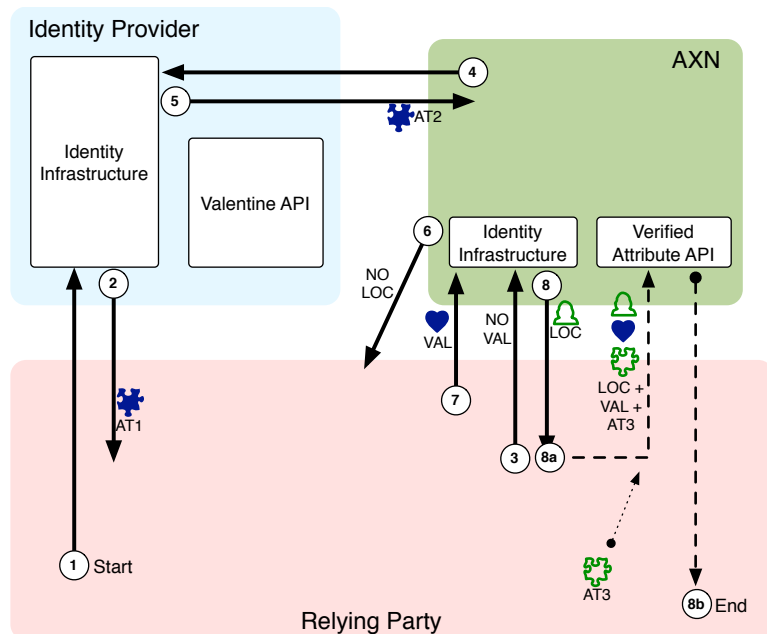 Identity Provider
AXN
4
5
AT2
Identity
Infrastructure
Valentine API
6
Identity
Infrastructure
Verified
Attribute API
2
8
NO
LOC
VAL
NO
VAL
LOC
LOC +
VAL +
AT3
7
AT1
3
8a
1
Start
AT3
8b
End
Relying Party